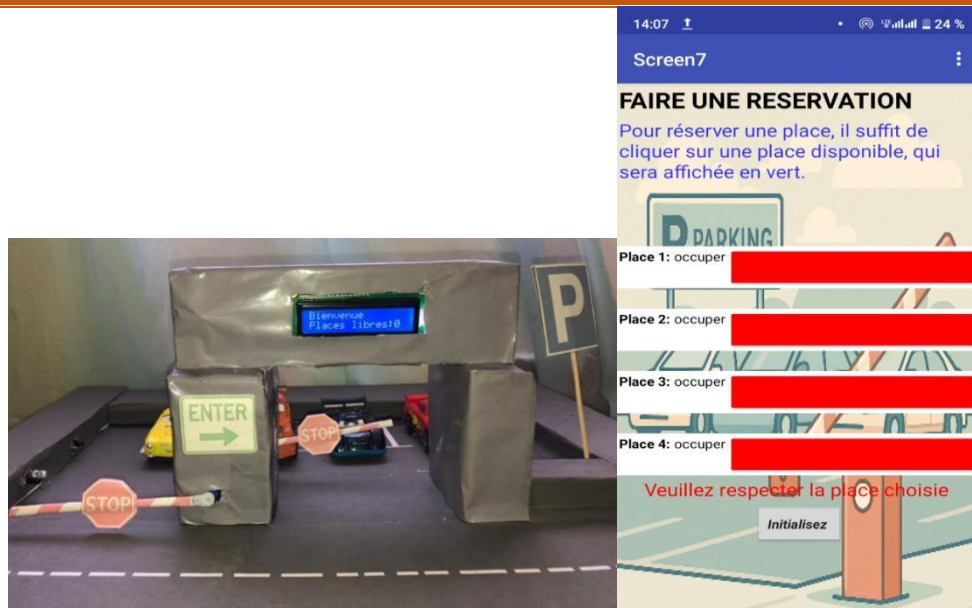 Bienvenue
Places libres:0
P
ENTER
STOP
STOP
14:07
24 %
Screen7
FAIRE UNE RESERVATION
Pour réserver une place, il suffit de
cliquer sur une place disponible, qui
sera affichée en vert.
P PARKING
Place 1: occuper
Place 2: occuper
Place 3: occuper
Place 4: occuper
Veuillez respecter la place choisie
Initialisez